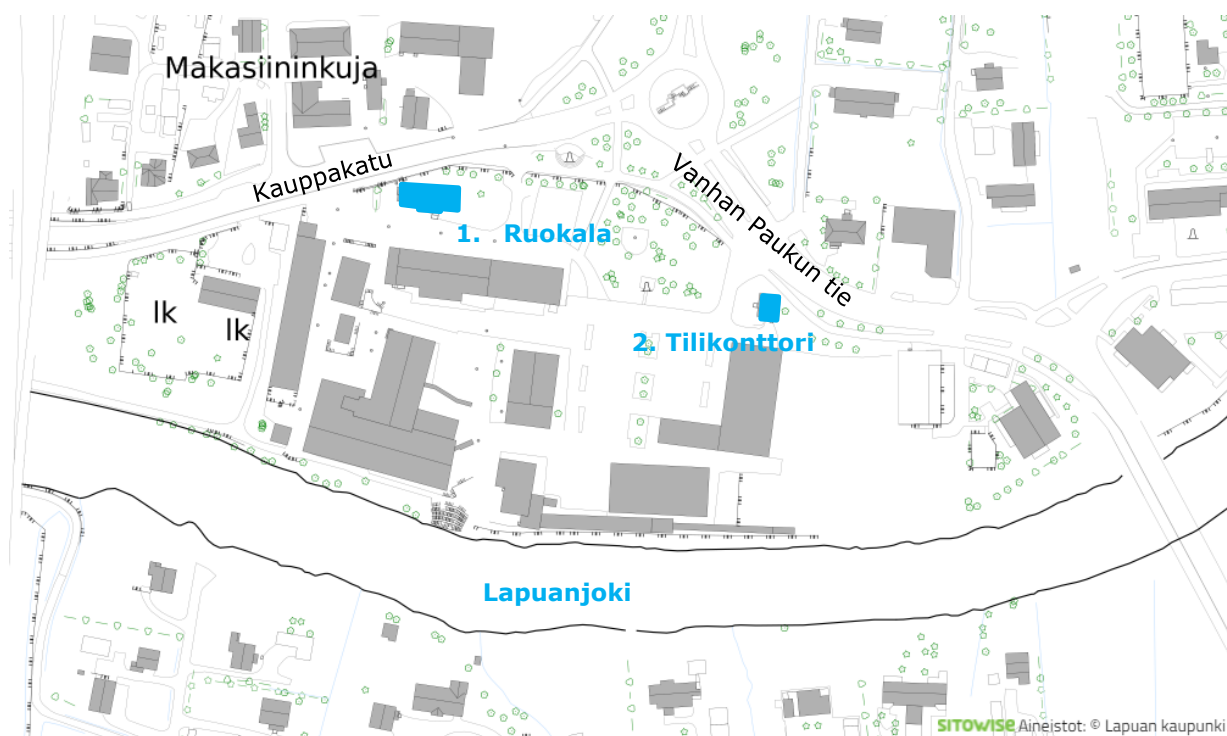 Makasiininkuja
Kauppakatu
Vanhan Paukun tie
1. Ruokala
lk
lk
2. Tilikonttori
Lapuanjoki
SITOWISE Aineistot: © Lapuan kaupunki